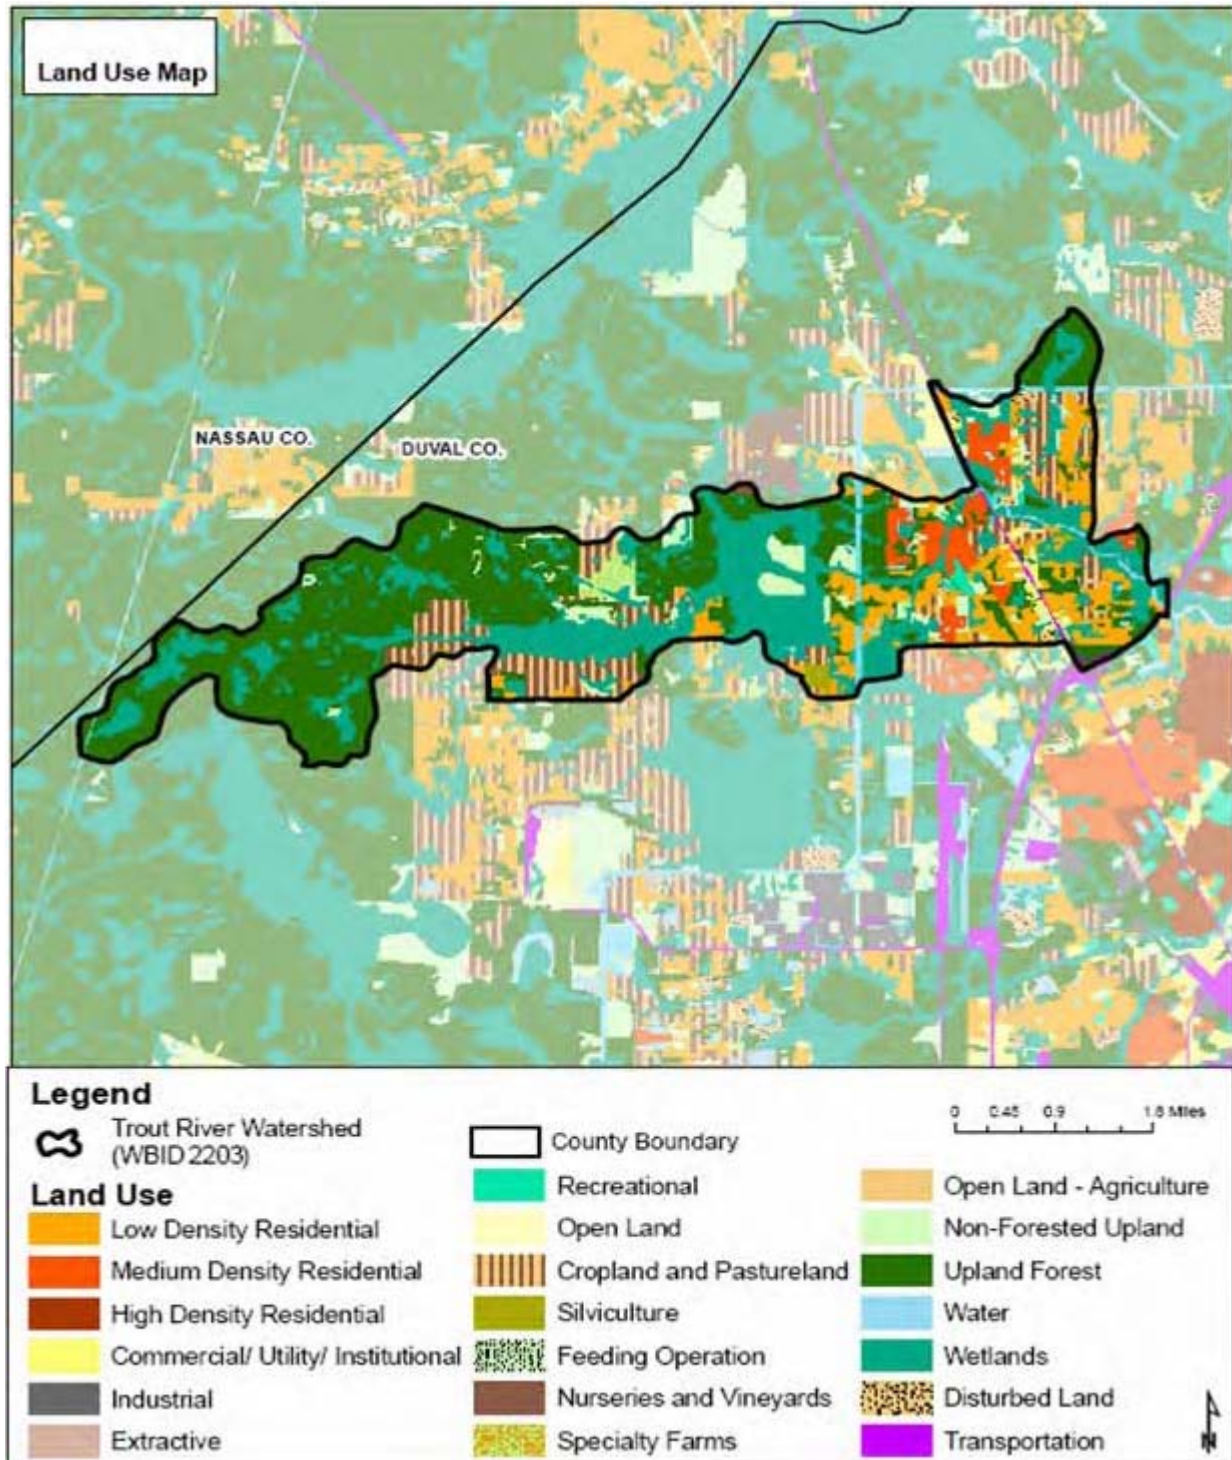 Land Use Map
NASSAU CO.
DUVAL CO.
Legend
Trout River Watershed
(WBID 2203)
Land Use
Low Density Residential
Medium Density Residential
High Density Residential
Commercial/ Utility/ Institutional
Industrial
Extractive
County Boundary
Recreational
Open Land
Cropland and Pastureland
Silviculture
Feeding Operation
Nurseries and Vineyards
Specialty Farms
0 0.45 0.9 1.8 Miles
Open Land - Agriculture
Non-Forested Upland
Upland Forest
Water
Wetlands
Disturbed Land
Transportation
N